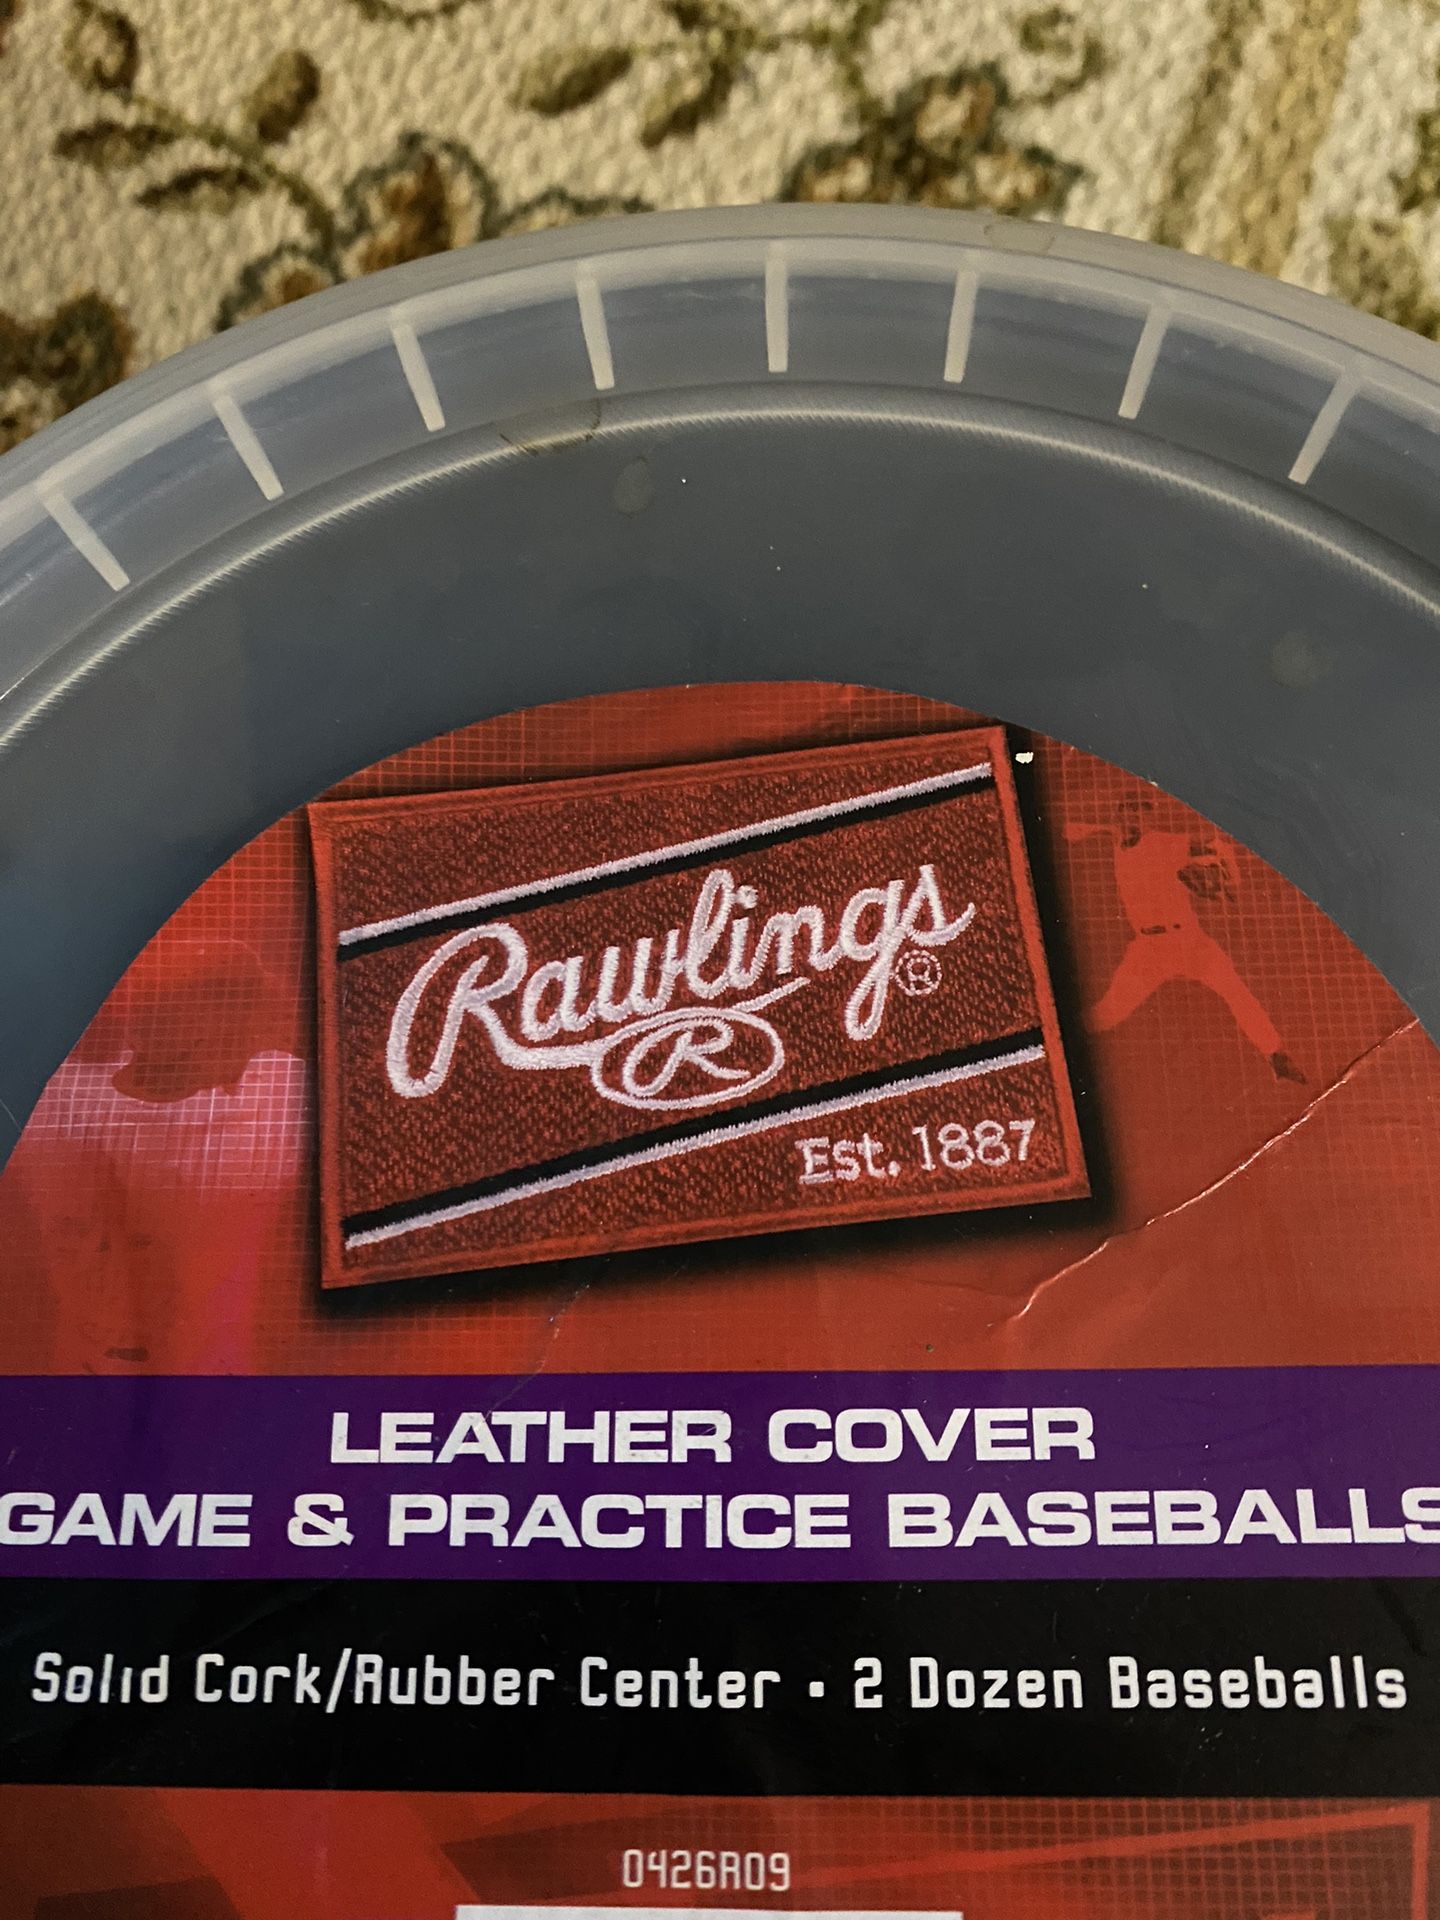 Rawlings®
R
Est. 1887
LEATHER COVER
GAME & PRACTICE BASEBALLS
Solid Cork/Rubber Center • 2 Dozen Baseballs
0426R09